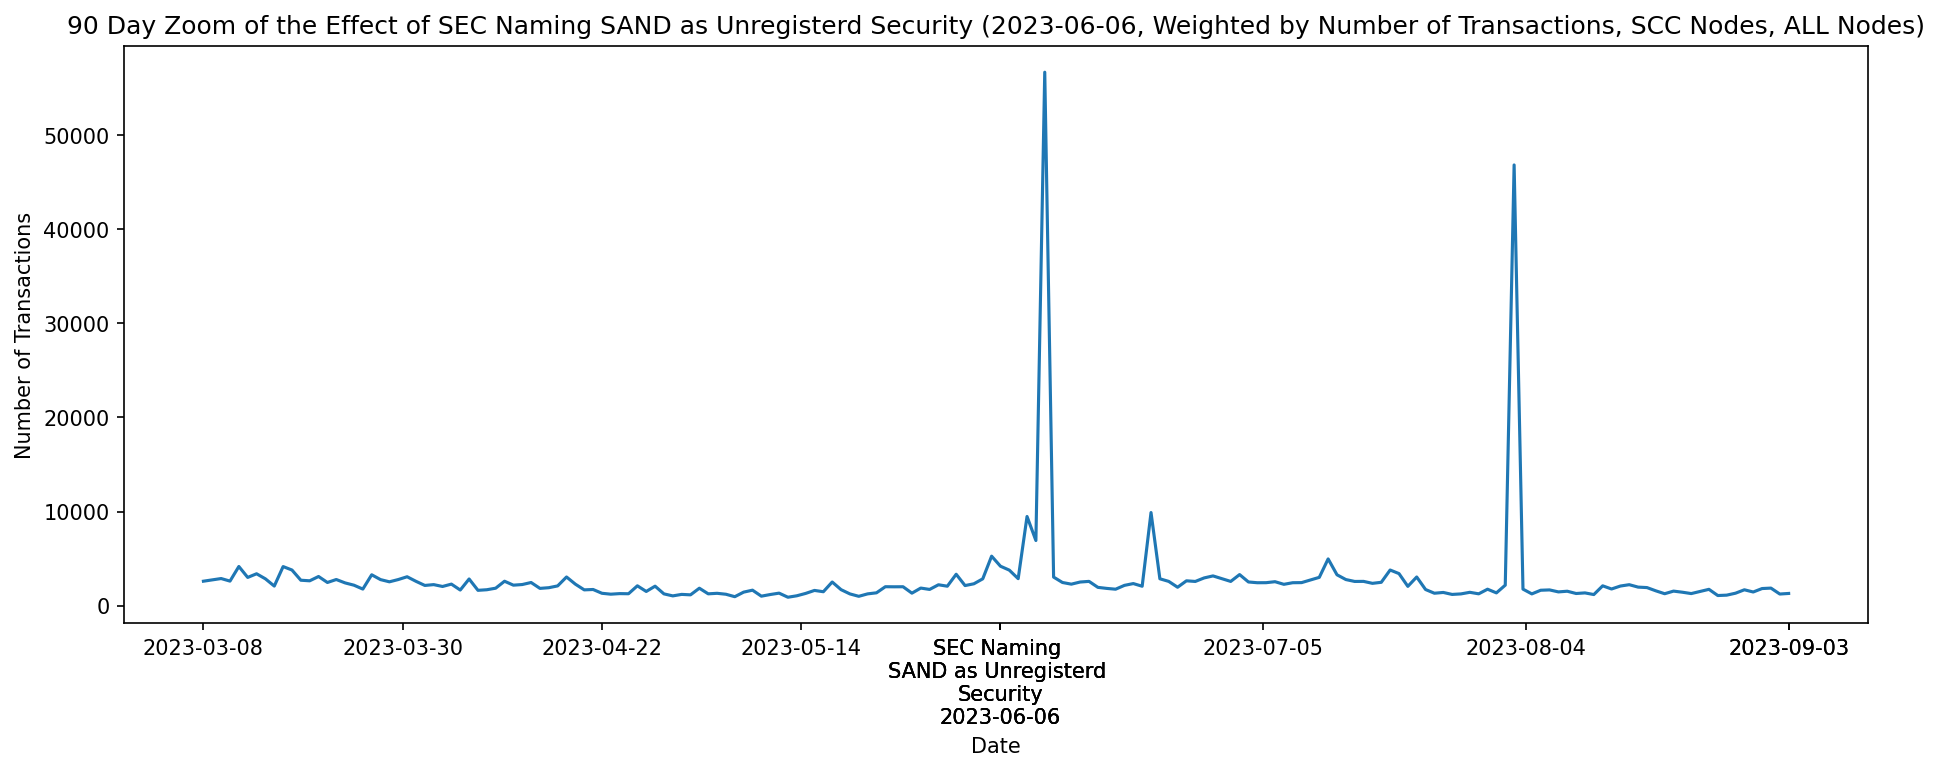 90 Day Zoom of the Effect of SEC Naming SAND as Unregisterd Security (2023-06-06, Weighted by Number of Transactions, SCC Nodes, ALL Nodes)
Number of Transactions
50000
40000
30000
20000
10000
0
2023-03-08
2023-03-30
2023-04-22
2023-05-14
SEC Naming
SAND as Unregisterd
Security
2023-06-06
2023-07-05
2023-08-04
2023-09-03
Date